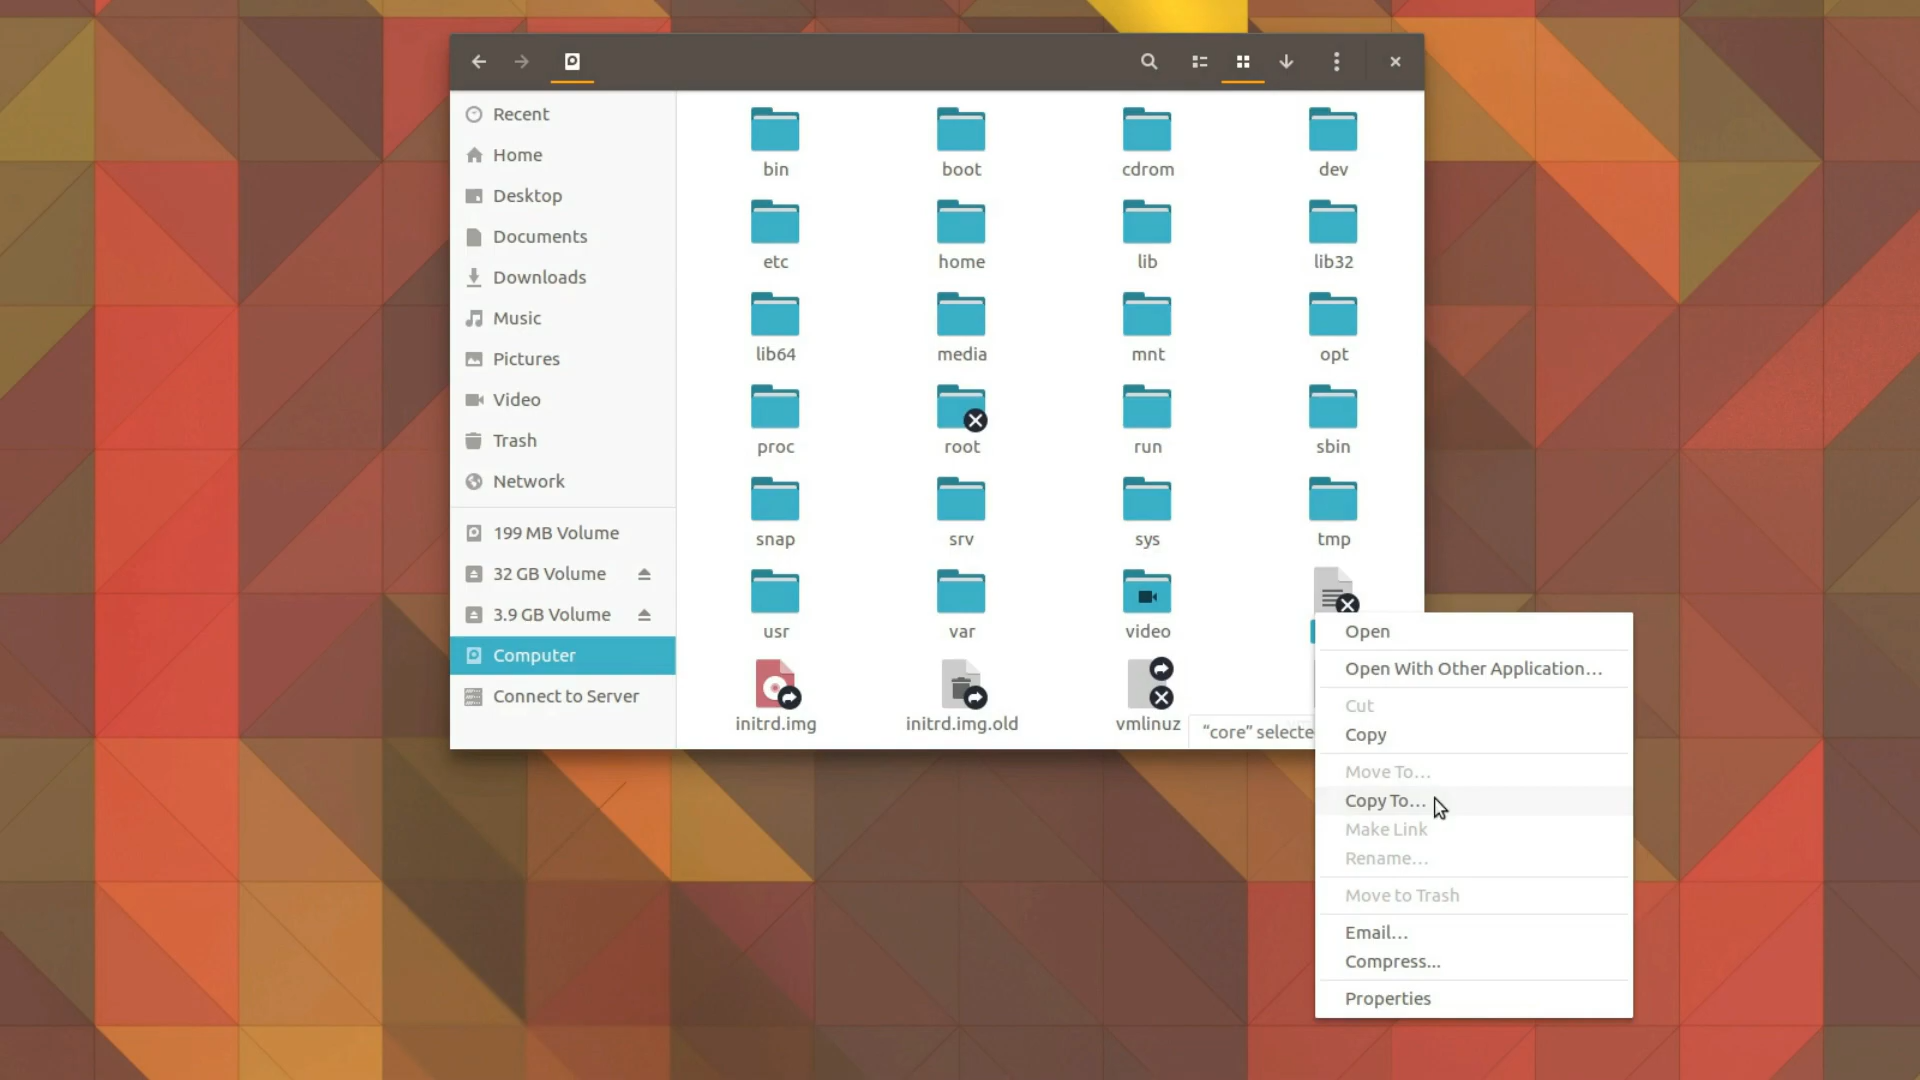 Recent
Home
Desktop
Documents
Downloads
Music
Pictures
Video
Trash
Network
199 MB Volume
32 GB Volume
3.9 GB Volume
Computer
Connect to Server
bin boot cdrom dev
etc home lib lib32
lib64 media mnt opt
proc root run sbin
snap srv sys tmp
usr var video
initrd.img initrd.img.old vmlinuz
“core” selecte
Open
Open With Other Application...
Cut
Copy
Move To...
Copy To...
Make Link
Rename...
Move to Trash
Email...
Compress...
Properties